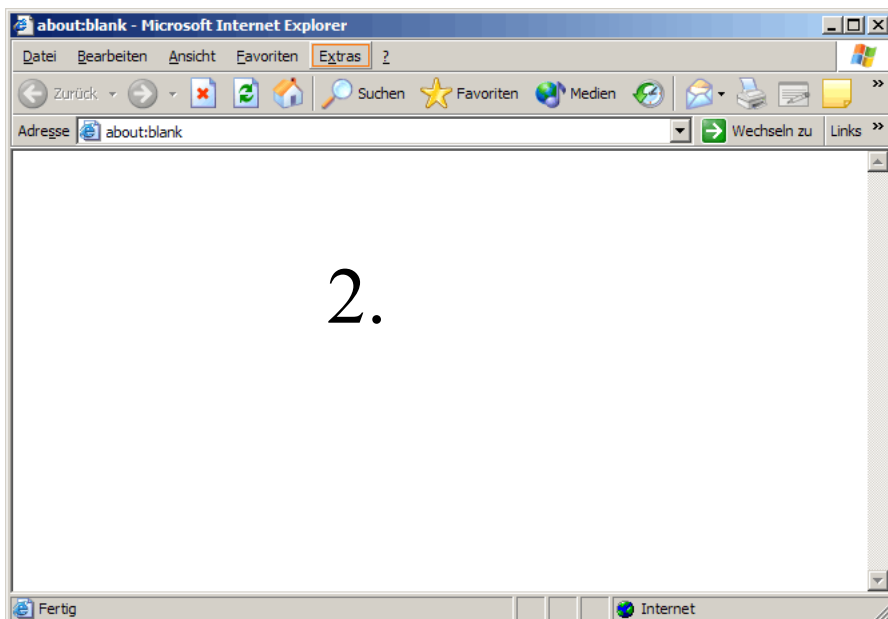 about:blank - Microsoft Internet Explorer
Datei Bearbeiten Ansicht Favoriten Extras ?
Zurück Suchen Favoriten Medien »
Adresse about:blank Wechseln zu Links »
2.
Fertig Internet